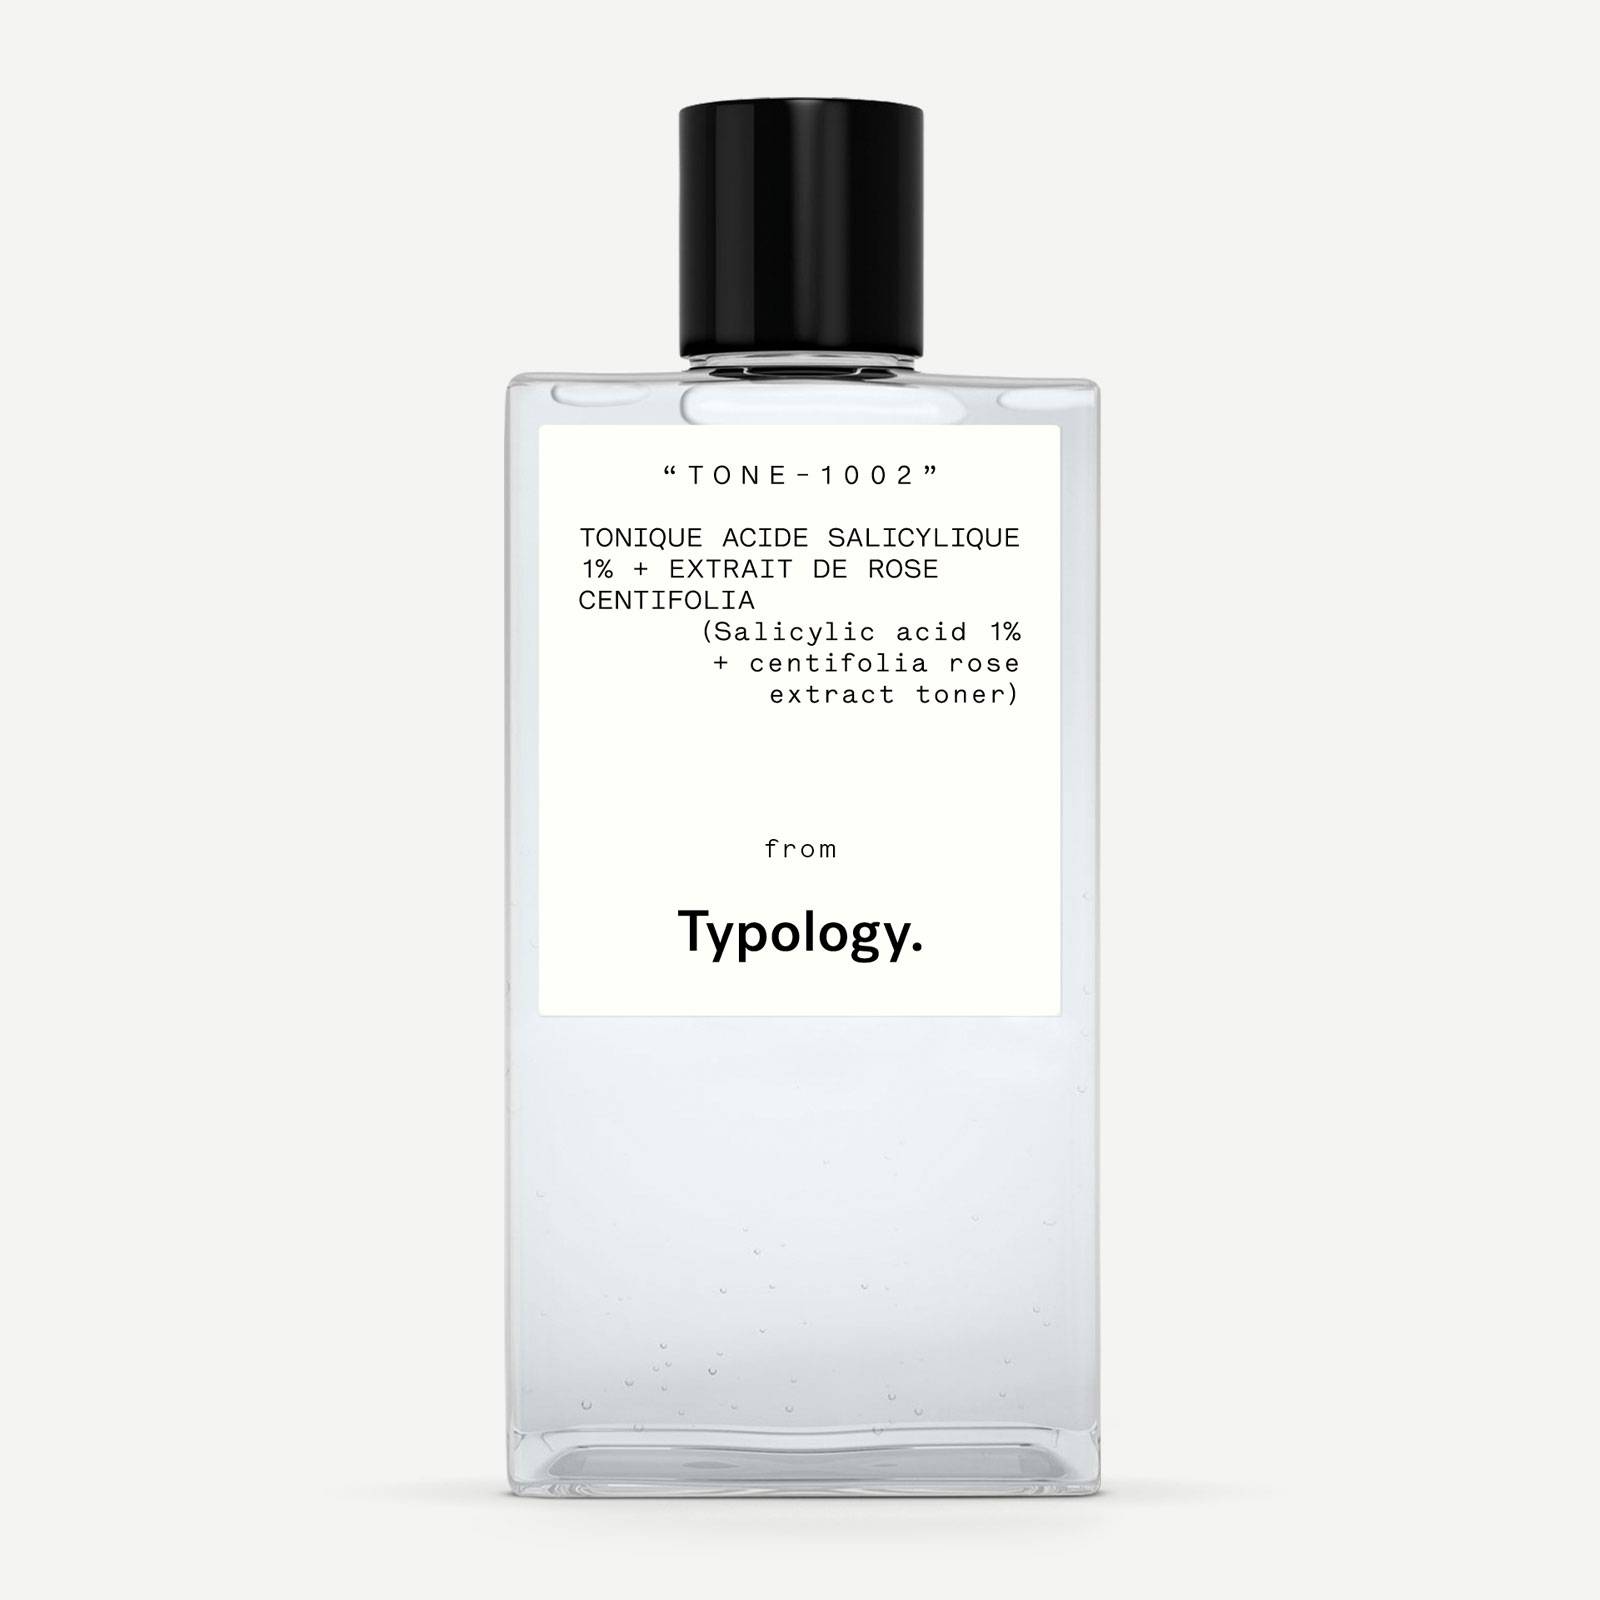 “TONE-1002”
TONIQUE ACIDE SALICYLIQUE
1% + EXTRAIT DE ROSE
CENTIFOLIA
(Salicylic acid 1%
+ centifolia rose
extract toner)
from
Typology.